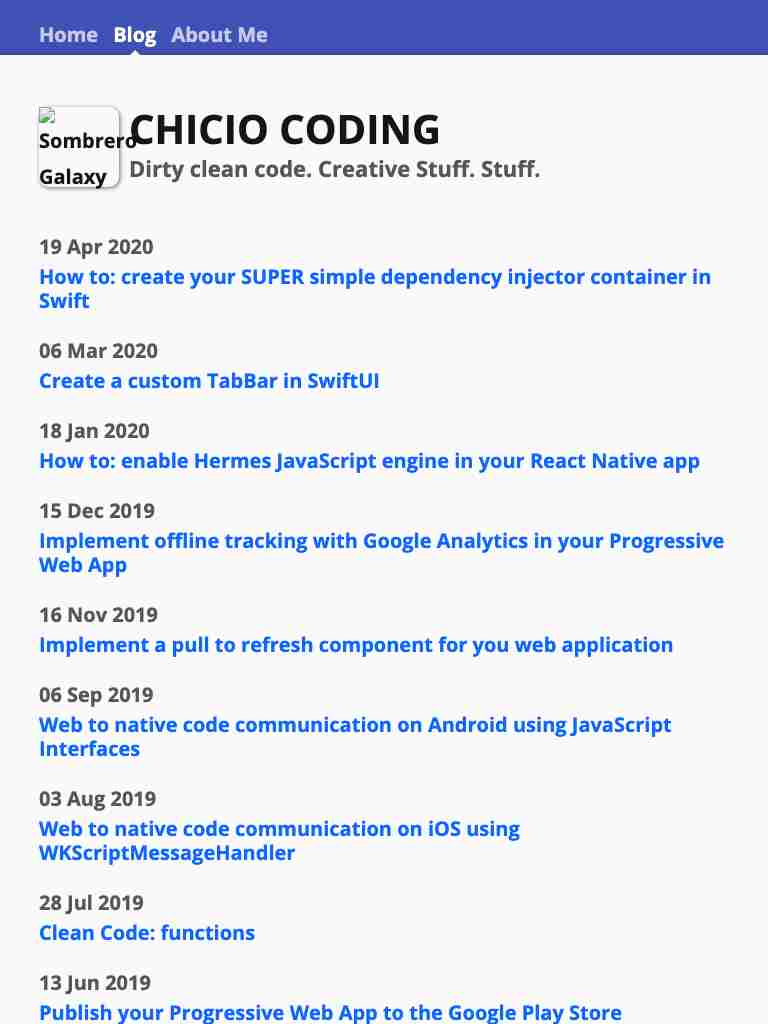 Home Blog About Me
Sombrero
Galaxy
CHICIO CODING
Dirty clean code. Creative Stuff. Stuff.
19 Apr 2020
How to: create your SUPER simple dependency injector container in
Swift
06 Mar 2020
Create a custom TabBar in SwiftUI
18 Jan 2020
How to: enable Hermes JavaScript engine in your React Native app
15 Dec 2019
Implement offline tracking with Google Analytics in your Progressive
Web App
16 Nov 2019
Implement a pull to refresh component for you web application
06 Sep 2019
Web to native code communication on Android using JavaScript
Interfaces
03 Aug 2019
Web to native code communication on iOS using
WKScriptMessageHandler
28 Jul 2019
Clean Code: functions
13 Jun 2019
Publish your Progressive Web App to the Google Play Store